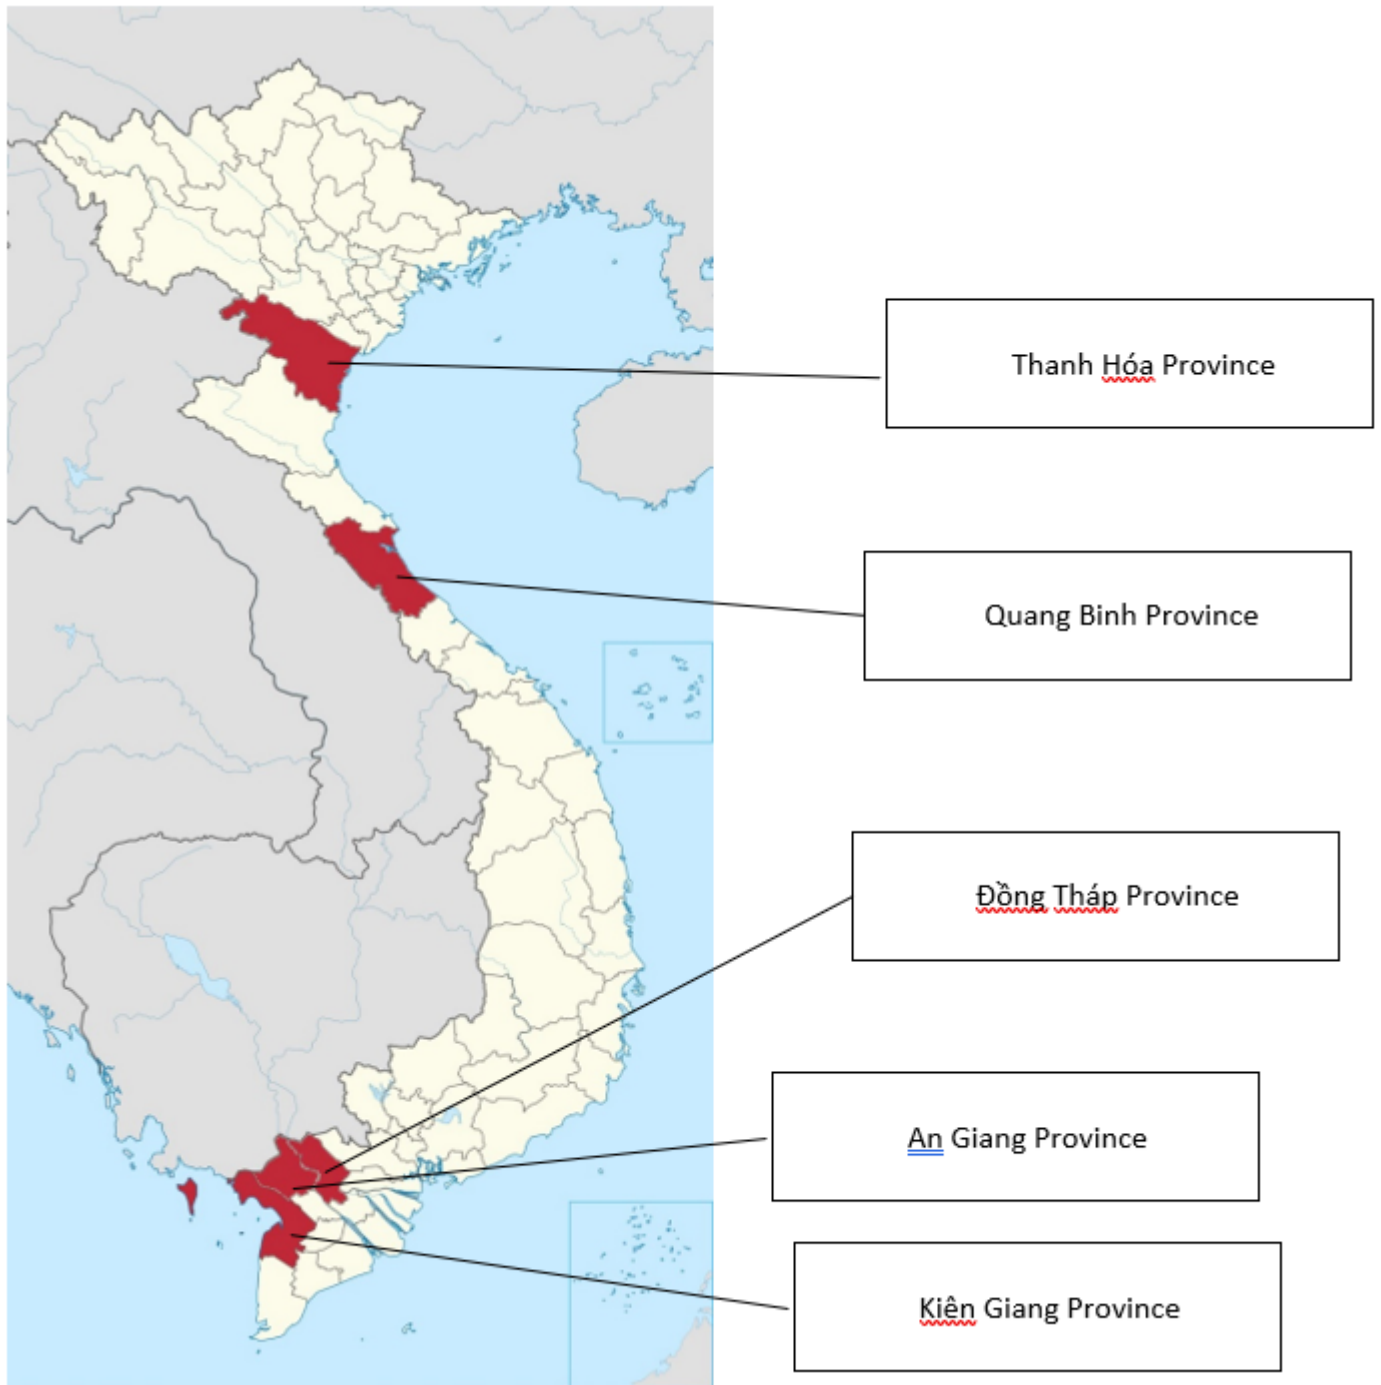 Thanh Hóa Province
Quang Binh Province
Đồng Tháp Province
An Giang Province
Kiên Giang Province